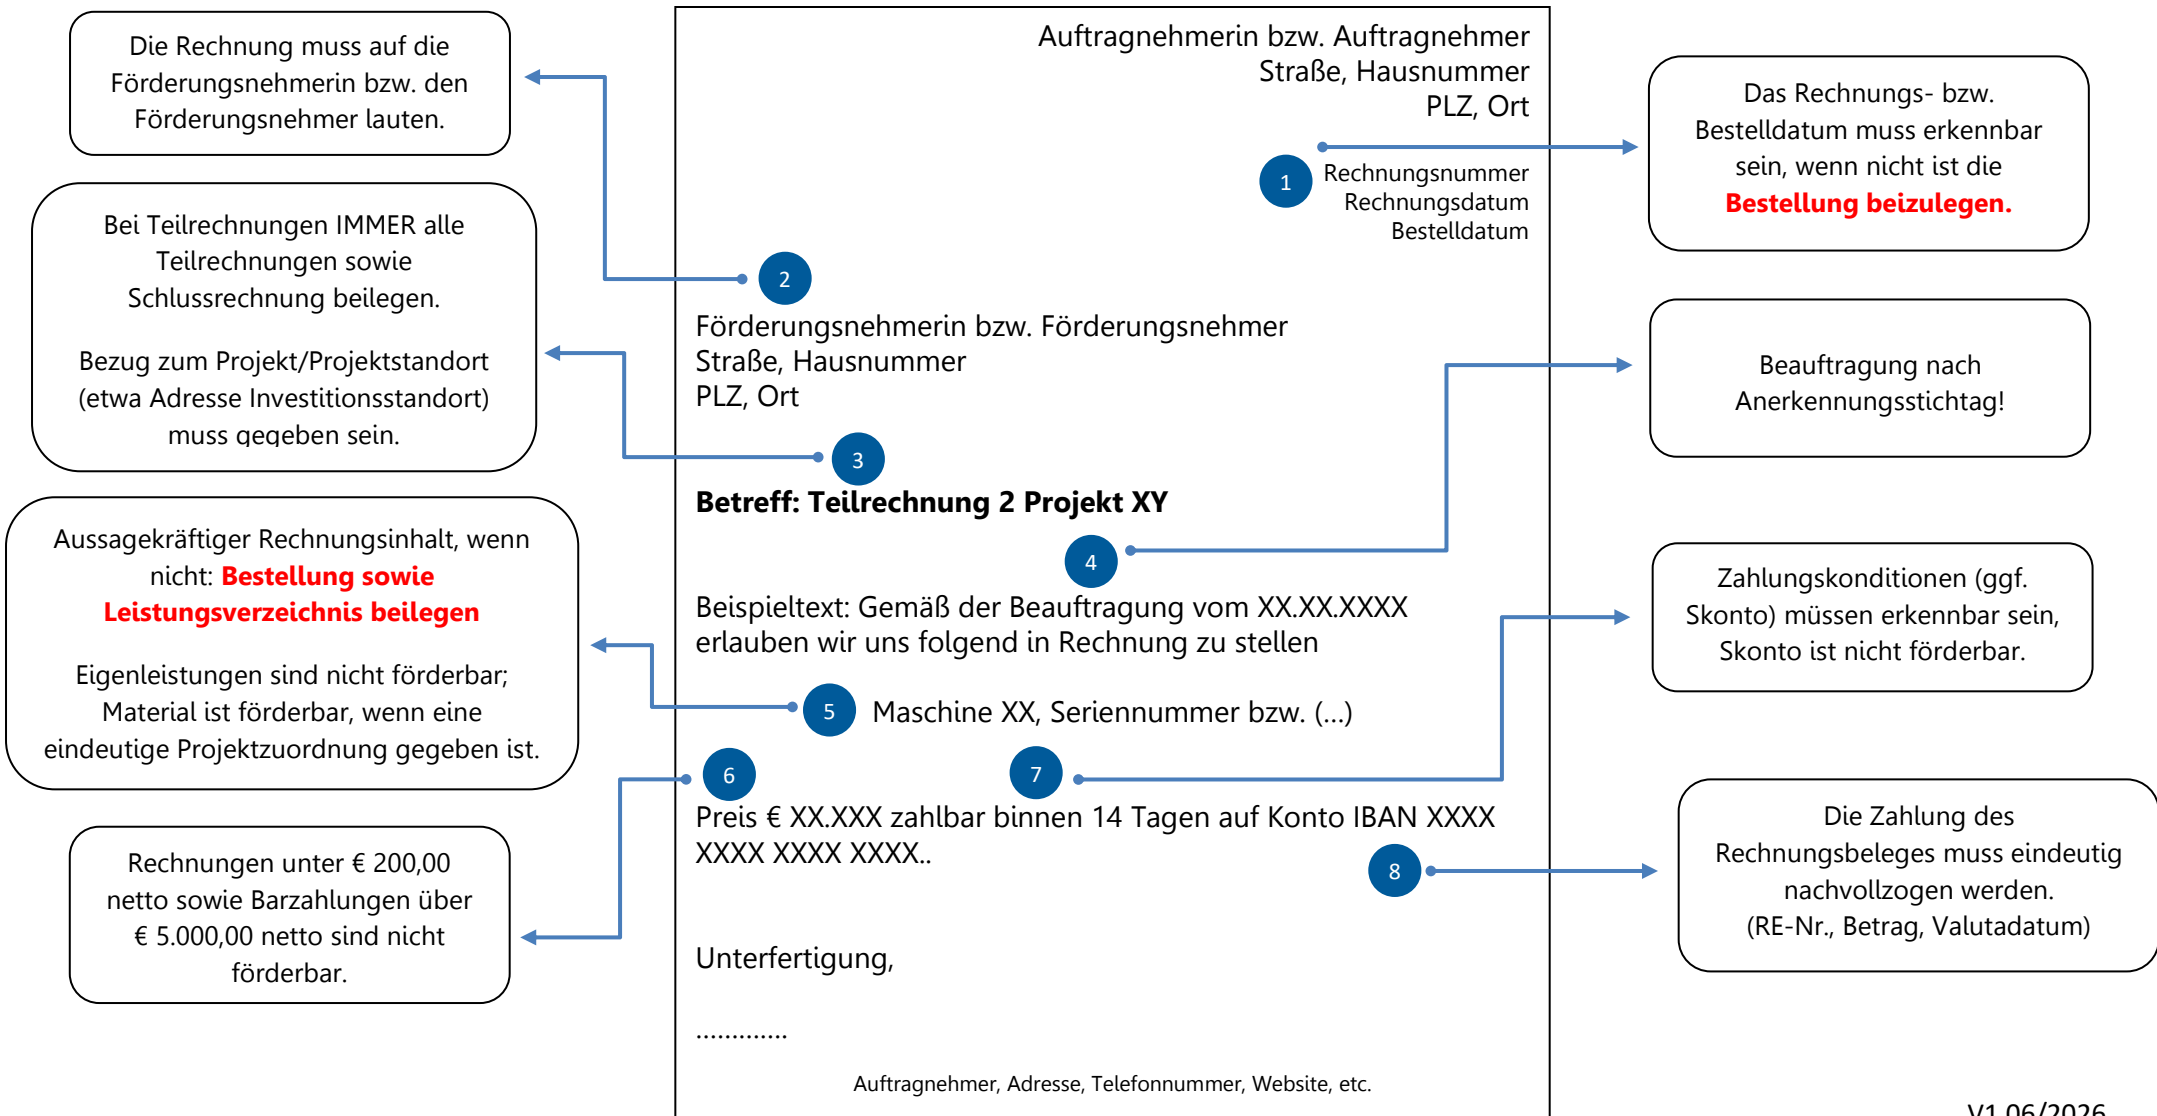 Die Rechnung muss auf die
Förderungsnehmerin bzw. den
Förderungsnehmer lauten.
Bei Teilrechnungen IMMER alle
Teilrechnungen sowie
Schlussrechnung beilegen.
Bezug zum Projekt/Projektstandort
(etwa Adresse Investitionsstandort)
muss gegeben sein.
Aussagekräftiger Rechnungsinhalt, wenn
nicht: Bestellung sowie
Leistungsverzeichnis beilegen
Eigenleistungen sind nicht förderbar;
Material ist förderbar, wenn eine
eindeutige Projektzuordnung gegeben ist.
Rechnungen unter € 200,00
netto sowie Barzahlungen über
€ 5.000,00 netto sind nicht
förderbar.
Auftragnehmerin bzw. Auftragnehmer
Straße, Hausnummer
PLZ, Ort
1
Rechnungsnummer
Rechnungsdatum
Bestelldatum
2
Förderungsnehmerin bzw. Förderungsnehmer
Straße, Hausnummer
PLZ, Ort
3
Betreff: Teilrechnung 2 Projekt XY
4
Beispieltext: Gemäß der Beauftragung vom XX.XX.XXXX
erlauben wir uns folgend in Rechnung zu stellen
5 Maschine XX, Seriennummer bzw. (…)
6 7
Preis € XX.XXX zahlbar binnen 14 Tagen auf Konto IBAN XXXX
XXXX XXXX XXXX..
8
Unterfertigung,
………….
Auftragnehmer, Adresse, Telefonnummer, Website, etc.
Das Rechnungs- bzw.
Bestelldatum muss erkennbar
sein, wenn nicht ist die
Bestellung beizulegen.
Beauftragung nach
Anerkennungsstichtag!
Zahlungskonditionen (ggf.
Skonto) müssen erkennbar sein,
Skonto ist nicht förderbar.
Die Zahlung des
Rechnungsbeleges muss eindeutig
nachvollzogen werden.
(RE-Nr., Betrag, Valutadatum)
V1 06/2026